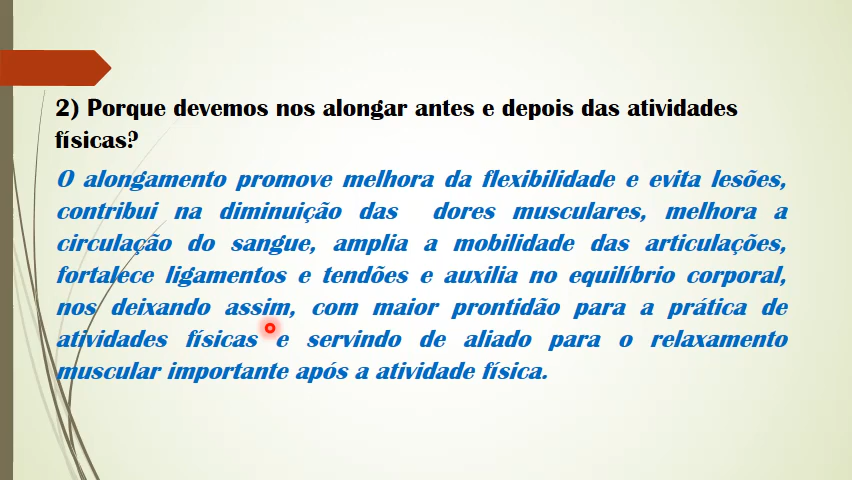 2) Porque devemos nos alongar antes e depois das atividades
físicas?
O alongamento promove melhora da flexibilidade e evita lesões,
contribui na diminuição das dores musculares, melhora a
circulação do sangue, amplia a mobilidade das articulações,
fortalece ligamentos e tendões e auxilia no equilíbrio corporal,
nos deixando assim, com maior prontidão para a prática de
atividades físicas e servindo de aliado para o relaxamento
muscular importante após a atividade física.